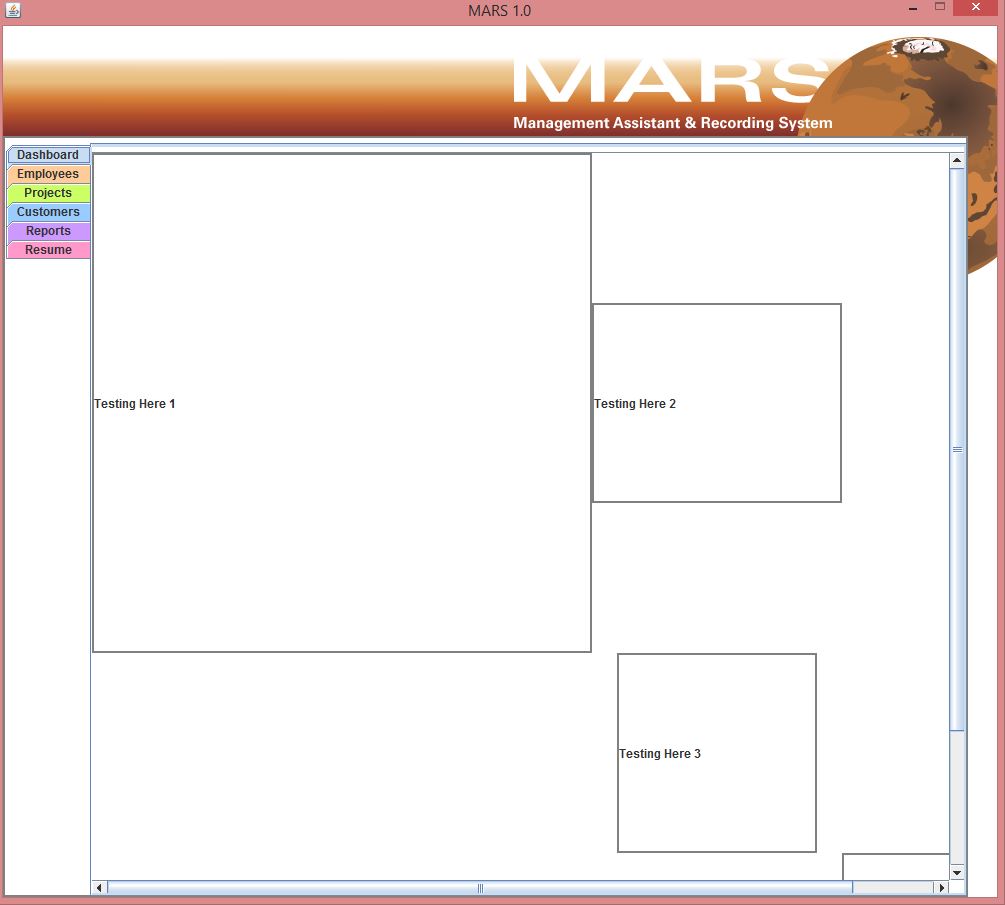 MARS 1.0
MARS
Management Assistant & Recording System
Dashboard
Employees
Projects
Customers
Reports
Resume
Testing Here 1
Testing Here 2
Testing Here 3